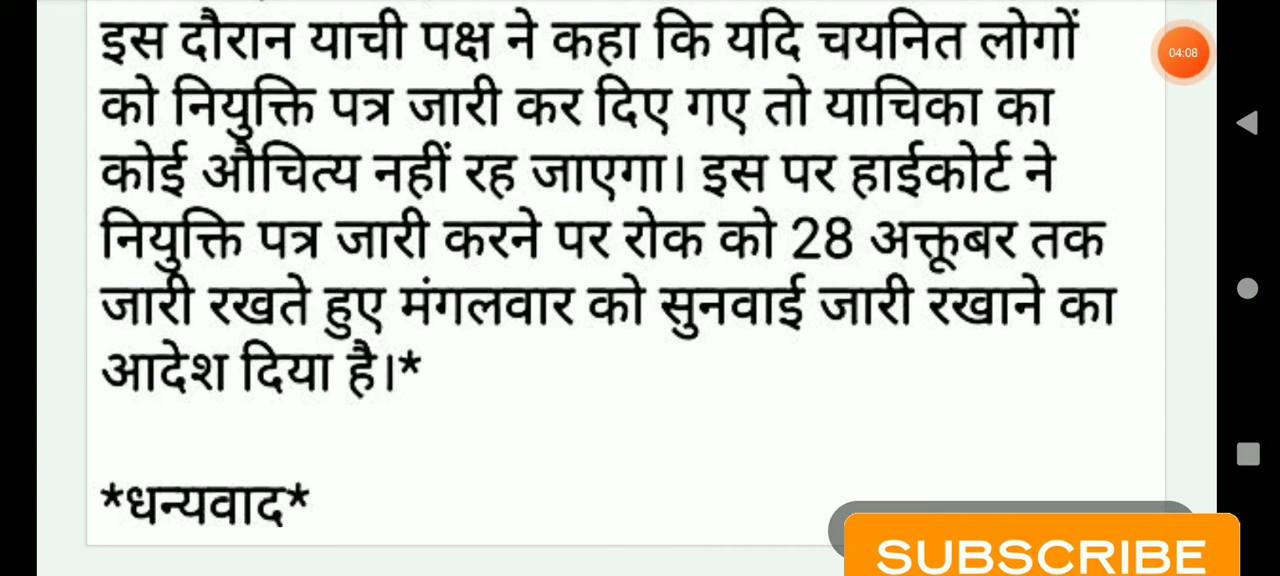 इस दौरान याची पक्ष ने कहा कि यदि चयनित लोगों
04:08
को नियुक्ति पत्र जारी कर दिए गए तो याचिका का
कोई औचित्य नहीं रह जाएगा। इस पर हाईकोर्ट ने
नियुक्ति पत्र जारी करने पर रोक को 28 अक्तूबर तक
जारी रखते हुए मंगलवार को सुनवाई जारी रखाने का
आदेश दिया है।*
*धन्यवाद*
SUBSCRIBE